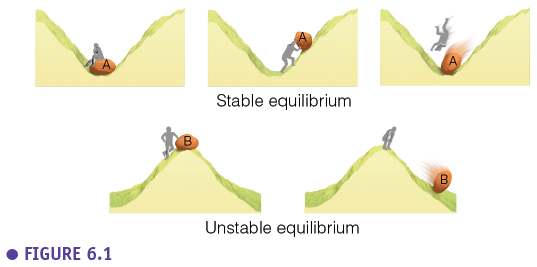 A
A
A
Stable equilibrium
B
B
Unstable equilibrium
● FIGURE 6.1